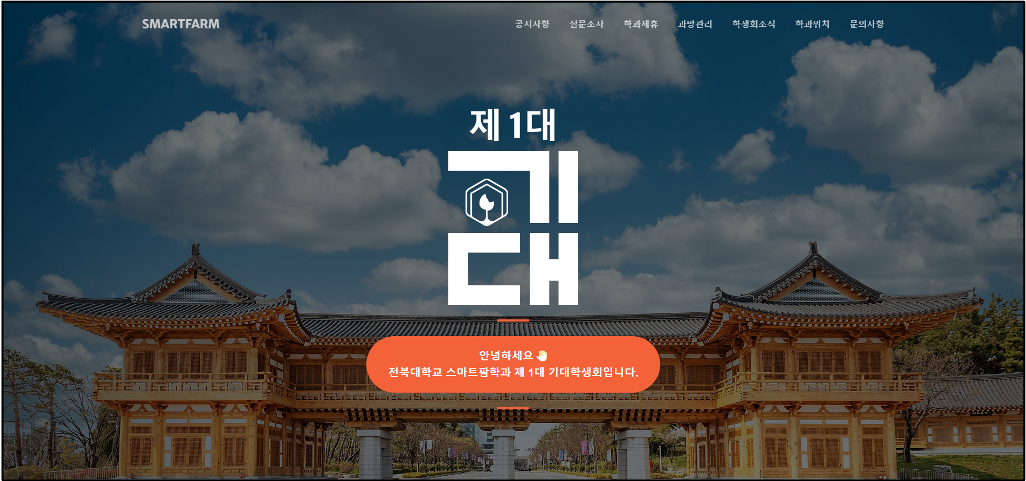 SMARTFARM
공지사항 설문조사 학과제휴 과방관리 학생회소식 학과위치 문의사항
제 1대
기
대
안녕하세요👋🏻
전북대학교 스마트팜학과 제 1대 기대학생회입니다.